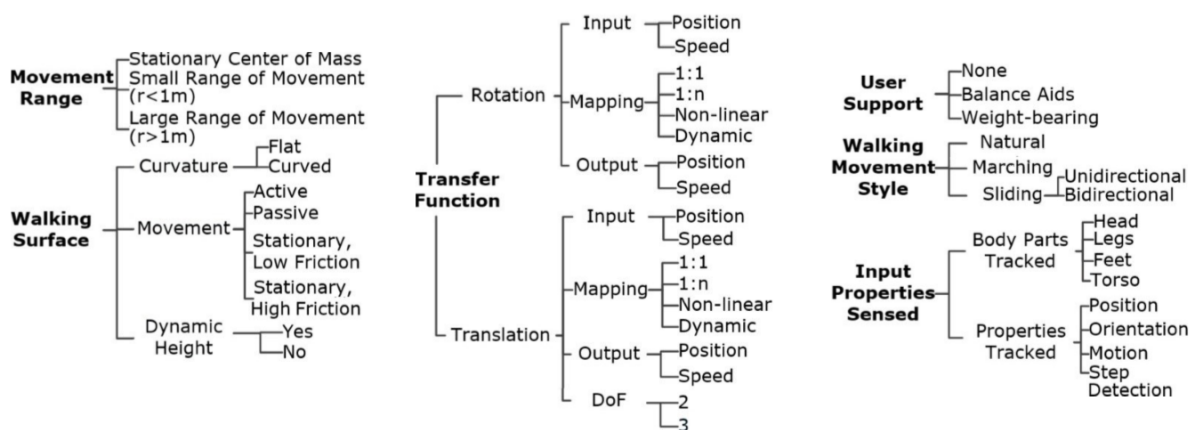 Movement
Range
Stationary Center of Mass
Small Range of Movement
(r<1m)
Large Range of Movement
(r>1m)
Walking
Surface
Curvature
Flat
Curved
Movement
Active
Passive
Stationary,
Low Friction
Stationary,
High Friction
Dynamic
Height
Yes
No
Transfer
Function
Rotation
Input
Position
Speed
Mapping
1:1
1:n
Non-linear
Dynamic
Output
Position
Speed
Translation
Input
Position
Speed
Mapping
1:1
1:n
Non-linear
Dynamic
Output
Position
Speed
DoF
2
3
User
Support
None
Balance Aids
Weight-bearing
Walking
Movement
Style
Natural
Marching
Sliding
Unidirectional
Bidirectional
Input
Properties
Sensed
Body Parts
Tracked
Head
Legs
Feet
Torso
Properties
Tracked
Position
Orientation
Motion
Step
Detection